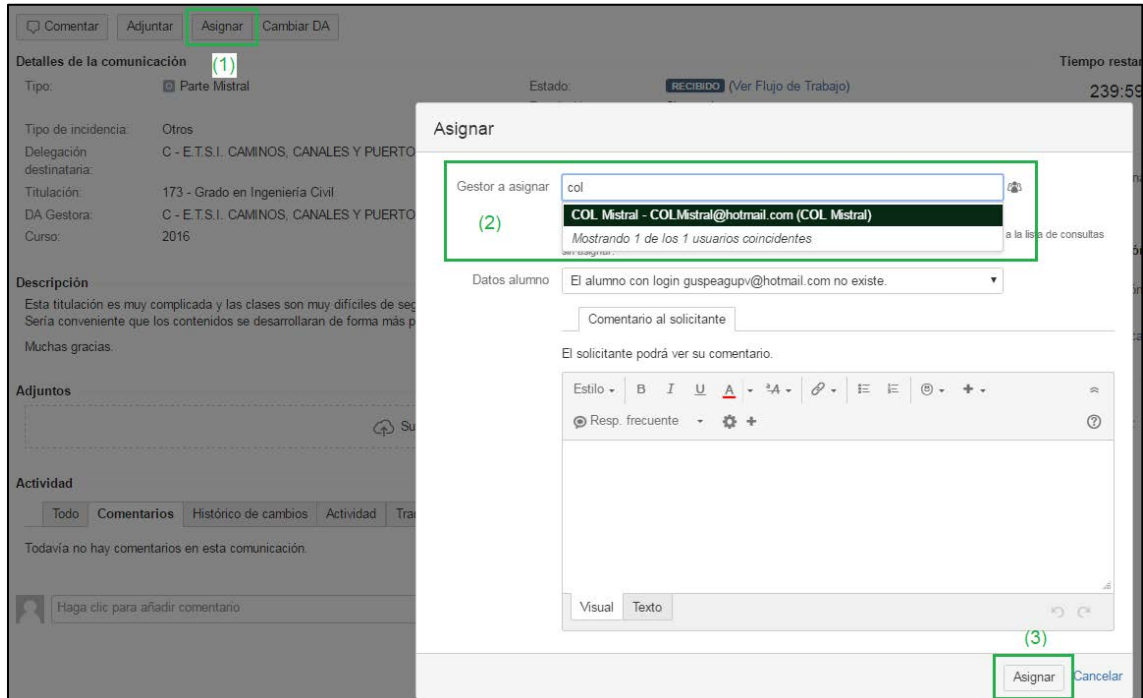 Comentar Adjuntar Asignar Cambiar DA
(1)
Detalles de la comunicación
Tipo: Parte Mistral
Tipo de incidencia: Otros
Delegación destinataria: C - E.T.S.I. CAMINOS, CANALES Y PUERTO
Titulación: 173 - Grado en Ingeniería Civil
DA Gestora: C - E.T.S.I. CAMINOS, CANALES Y PUERTO
Curso: 2016
Estado: RECIBIDO (Ver Flujo de Trabajo)
Tiempo restar
239:59
Descripción
Esta titulación es muy complicada y las clases son muy difíciles de seg
Sería conveniente que los contenidos se desarrollaran de forma más p
Muchas gracias.
Adjuntos
Su
Actividad
Todo Comentarios Histórico de cambios Actividad Tra
Todavía no hay comentarios en esta comunicación.
Haga clic para añadir comentario
Asignar
Gestor a asignar col
(2)
COL Mistral - COLMistral@hotmail.com (COL Mistral)
Mostrando 1 de los 1 usuarios coincidentes
a la lista de consultas
sin asignar.
Datos alumno El alumno con login guspeagupv@hotmail.com no existe.
Comentario al solicitante
El solicitante podrá ver su comentario.
Estilo B I U A A
Resp. frecuente
Visual Texto
(3)
Asignar Cancelar